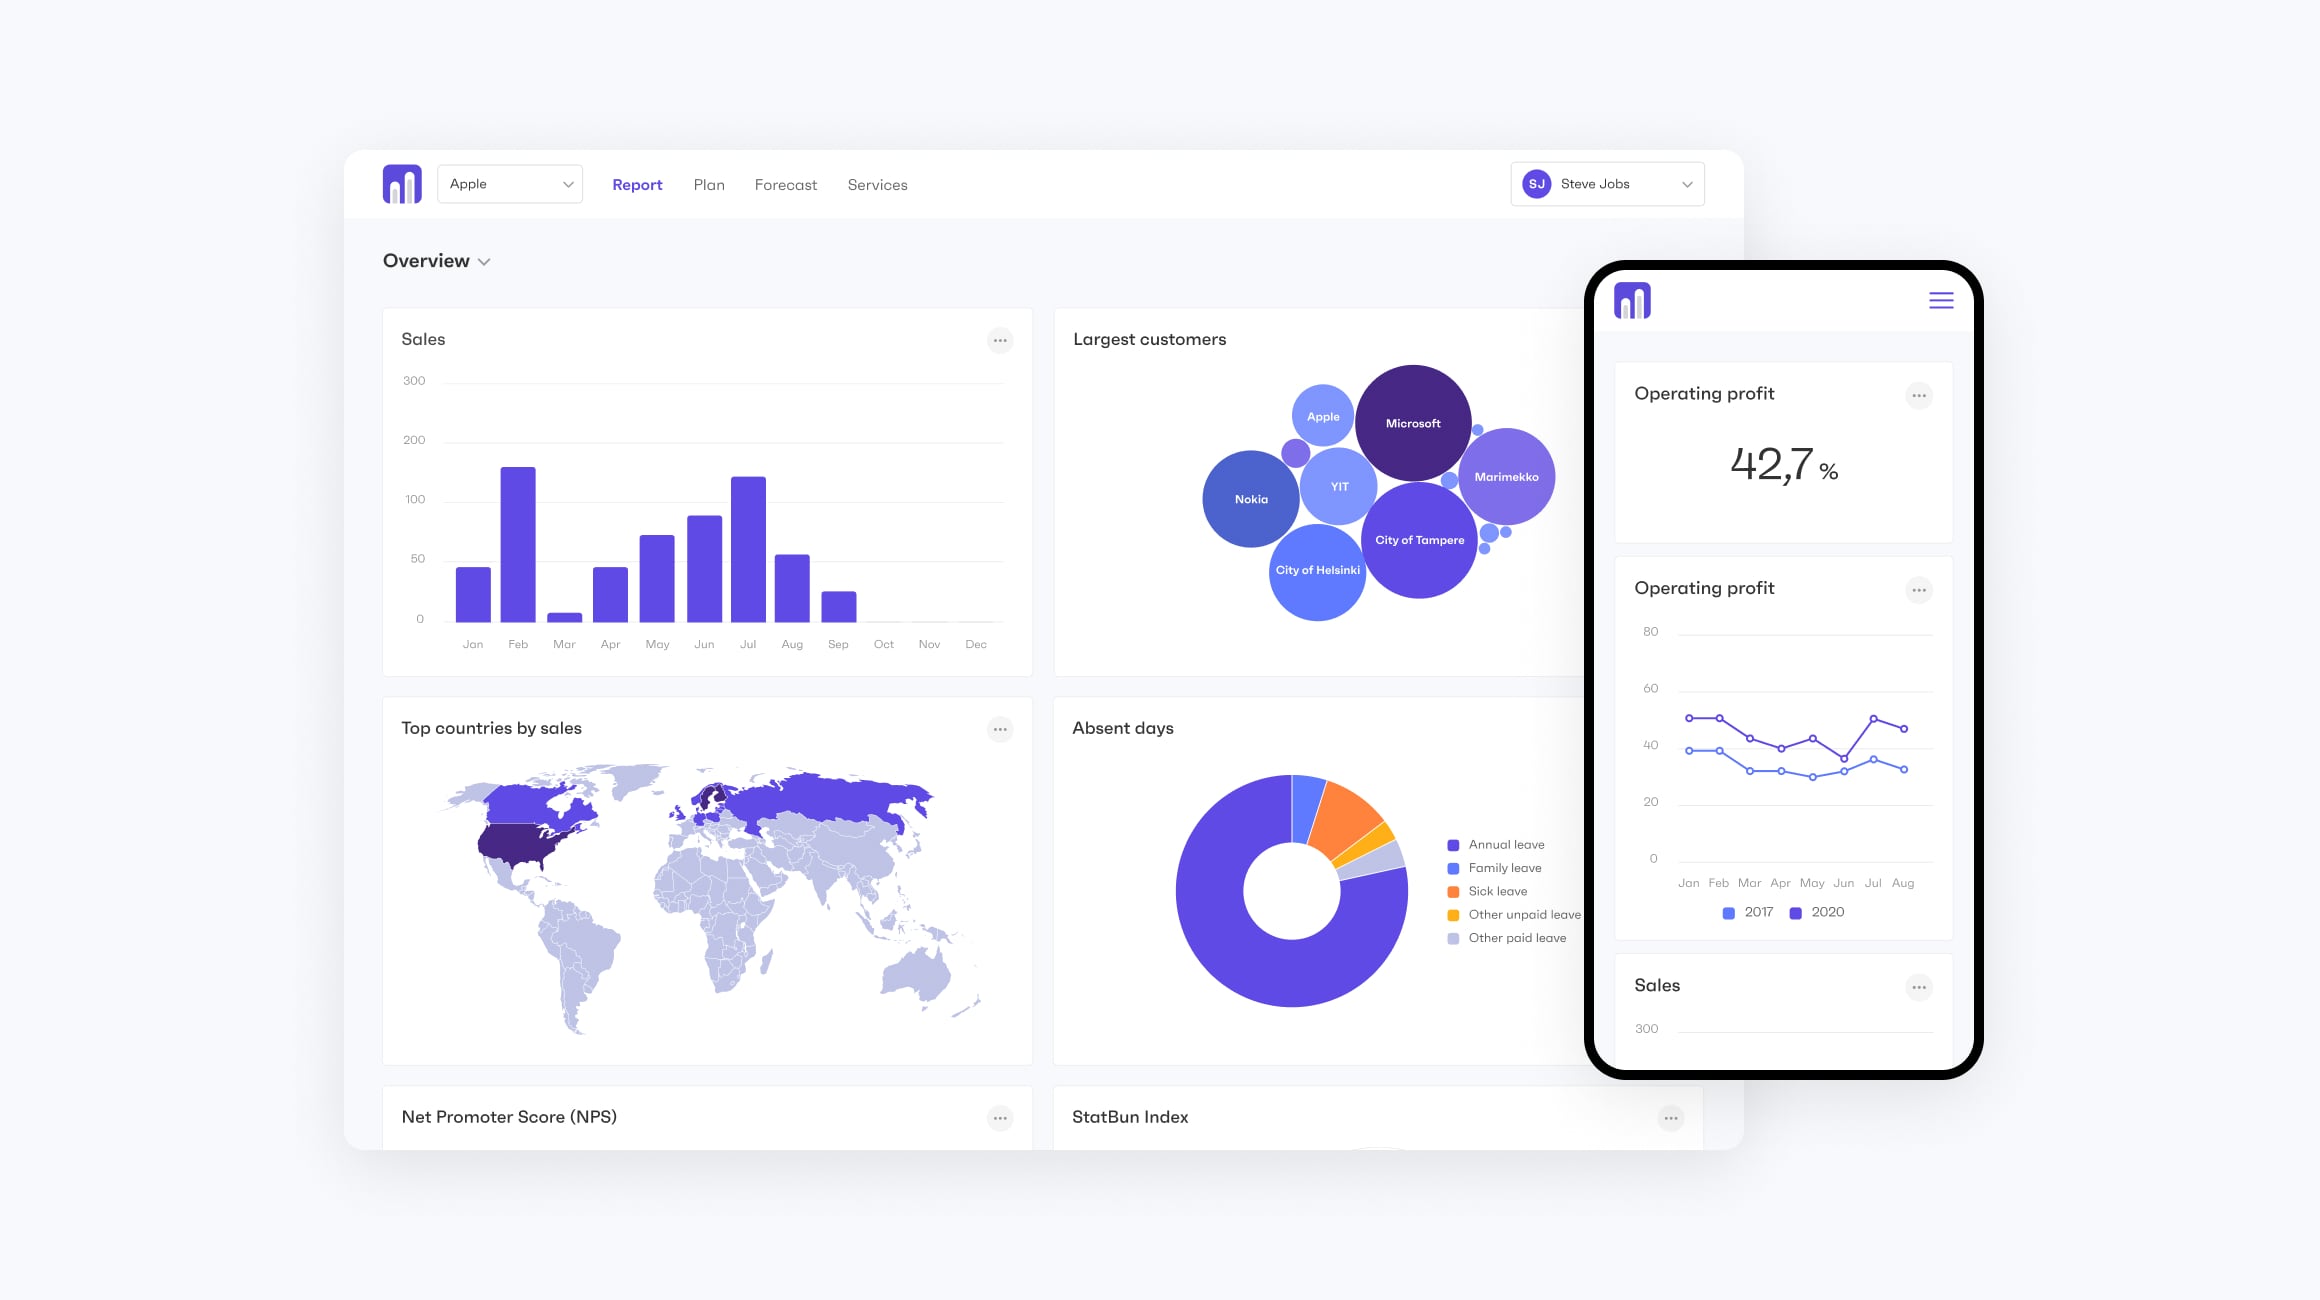 Apple
Report Plan Forecast Services
SJ Steve Jobs
Overview
Sales
300
200
100
50
0
Jan Feb Mar Apr May Jun Jul Aug Sep Oct Nov Dec
Largest customers
Apple
Microsoft
Marimekko
YIT
Nokia
City of Tampere
City of Helsinki
Top countries by sales
Absent days
Annual leave
Family leave
Sick leave
Other unpaid leave
Other paid leave
Net Promoter Score (NPS)
StatBun Index
Operating profit
42,7 %
Operating profit
80
60
40
20
0
Jan Feb Mar Apr May Jun Jul Aug
2017 2020
Sales
300